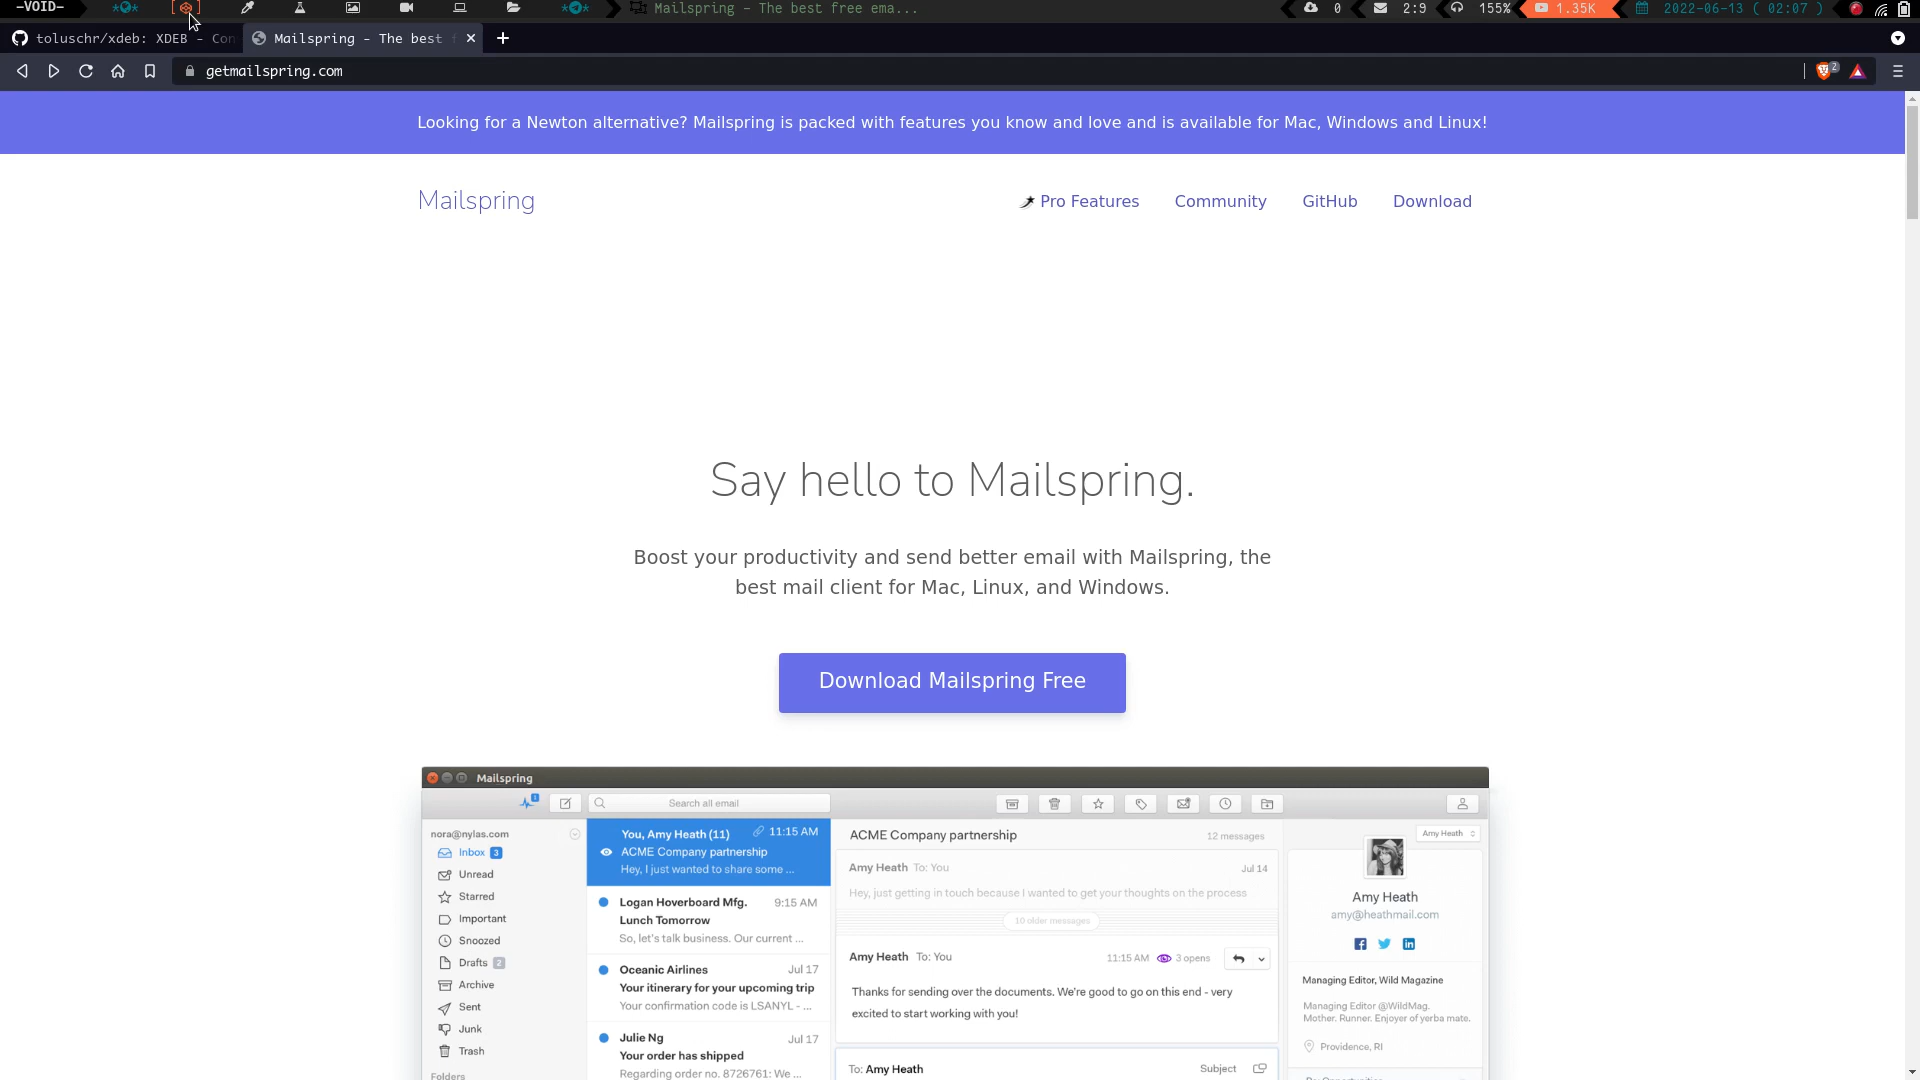 -VOID-
Mailspring - The best free ema...
0
2:9
155%
1.35K
2022-06-13 ( 02:07 )
toluschr/xdeb: XDEB - Con
Mailspring - The best f
getmailspring.com
2
Looking for a Newton alternative? Mailspring is packed with features you know and love and is available for Mac, Windows and Linux!
Mailspring
Pro Features
Community
GitHub
Download
Say hello to Mailspring.
Boost your productivity and send better email with Mailspring, the
best mail client for Mac, Linux, and Windows.
Download Mailspring Free
Mailspring
1
Search all email
nora@nylas.com
Inbox 3
Unread
Starred
Important
Snoozed
Drafts 2
Archive
Sent
Junk
Trash
Folders
You, Amy Heath (11) 11:15 AM
ACME Company partnership
Hey, I just wanted to share some ...
Logan Hoverboard Mfg. 9:15 AM
Lunch Tomorrow
So, let's talk business. Our current ...
Oceanic Airlines Jul 17
Your itinerary for your upcoming trip
Your confirmation code is LSANYL - ...
Julie Ng Jul 17
Your order has shipped
Regarding order no. 8726761: We ...
ACME Company partnership 12 messages
Amy Heath To: You Jul 14
Hey, just getting in touch because I wanted to get your thoughts on the process
10 older messages
Amy Heath To: You 11:15 AM 3 opens
Thanks for sending over the documents. We're good to go on this end - very
excited to start working with you!
To: Amy Heath Subject
Amy Heath
Amy Heath
amy@heathmail.com
Managing Editor, Wild Magazine
Managing Editor @WildMag.
Mother. Runner. Enjoyer of yerba mate.
Providence, RI